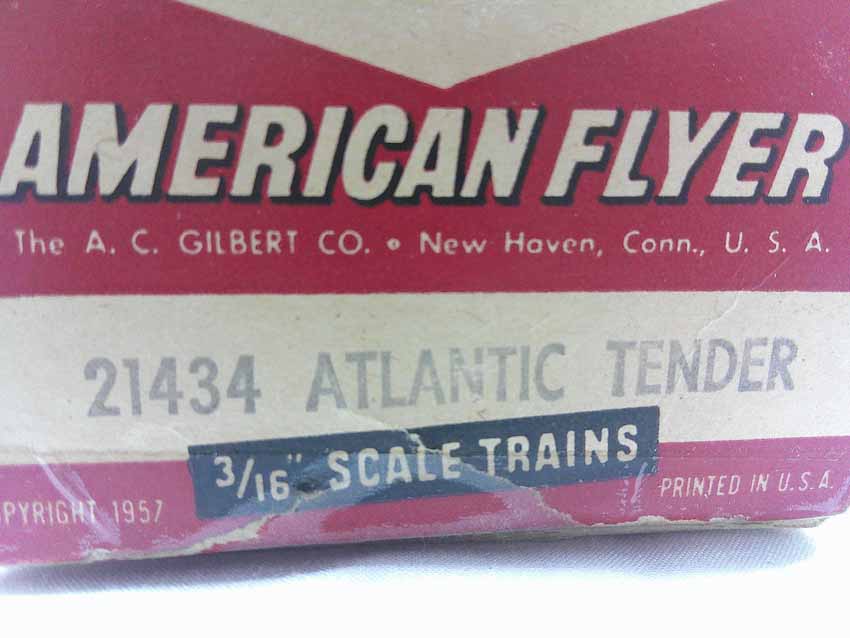 AMERICAN FLYER
The A. C. GILBERT CO. • New Haven, Conn., U. S. A.
21434 ATLANTIC TENDER
3/16" SCALE TRAINS
PYRIGHT 1957 PRINTED IN U.S.A.